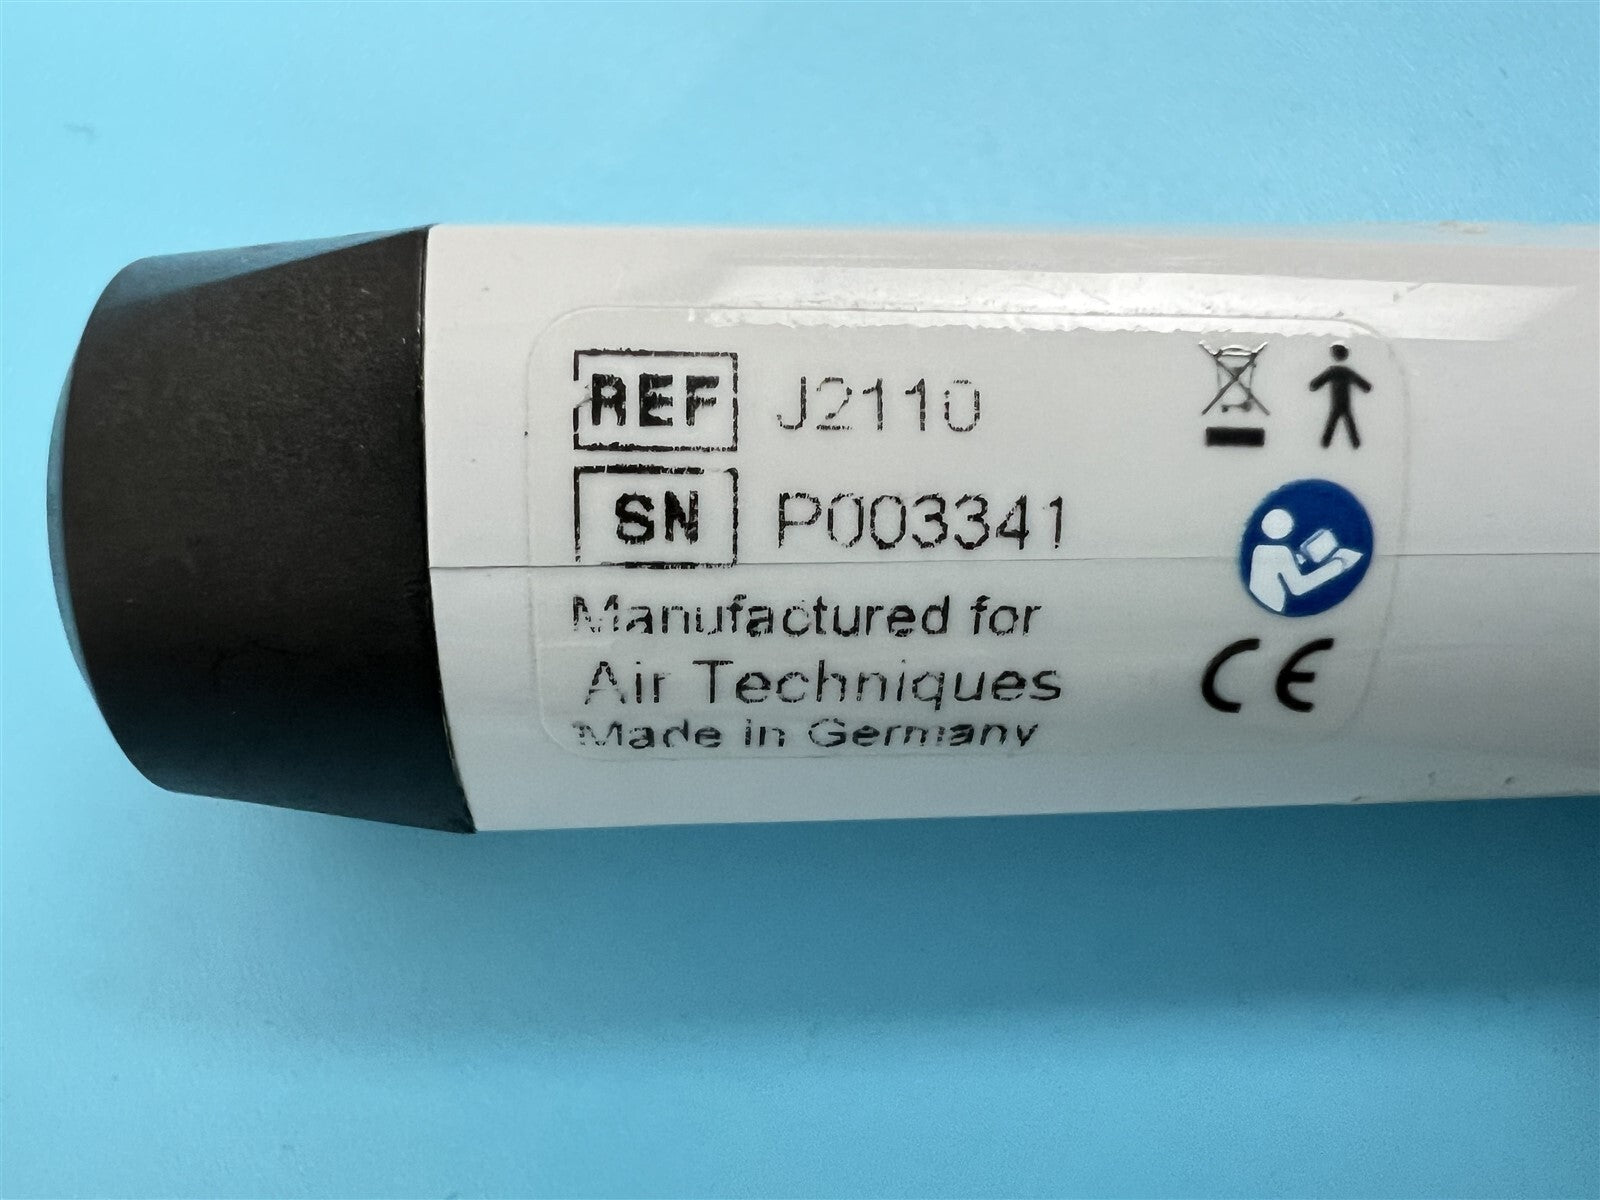 REF J2110
SN P003341
Manufactured for
Air Techniques
Made in Germany
CE